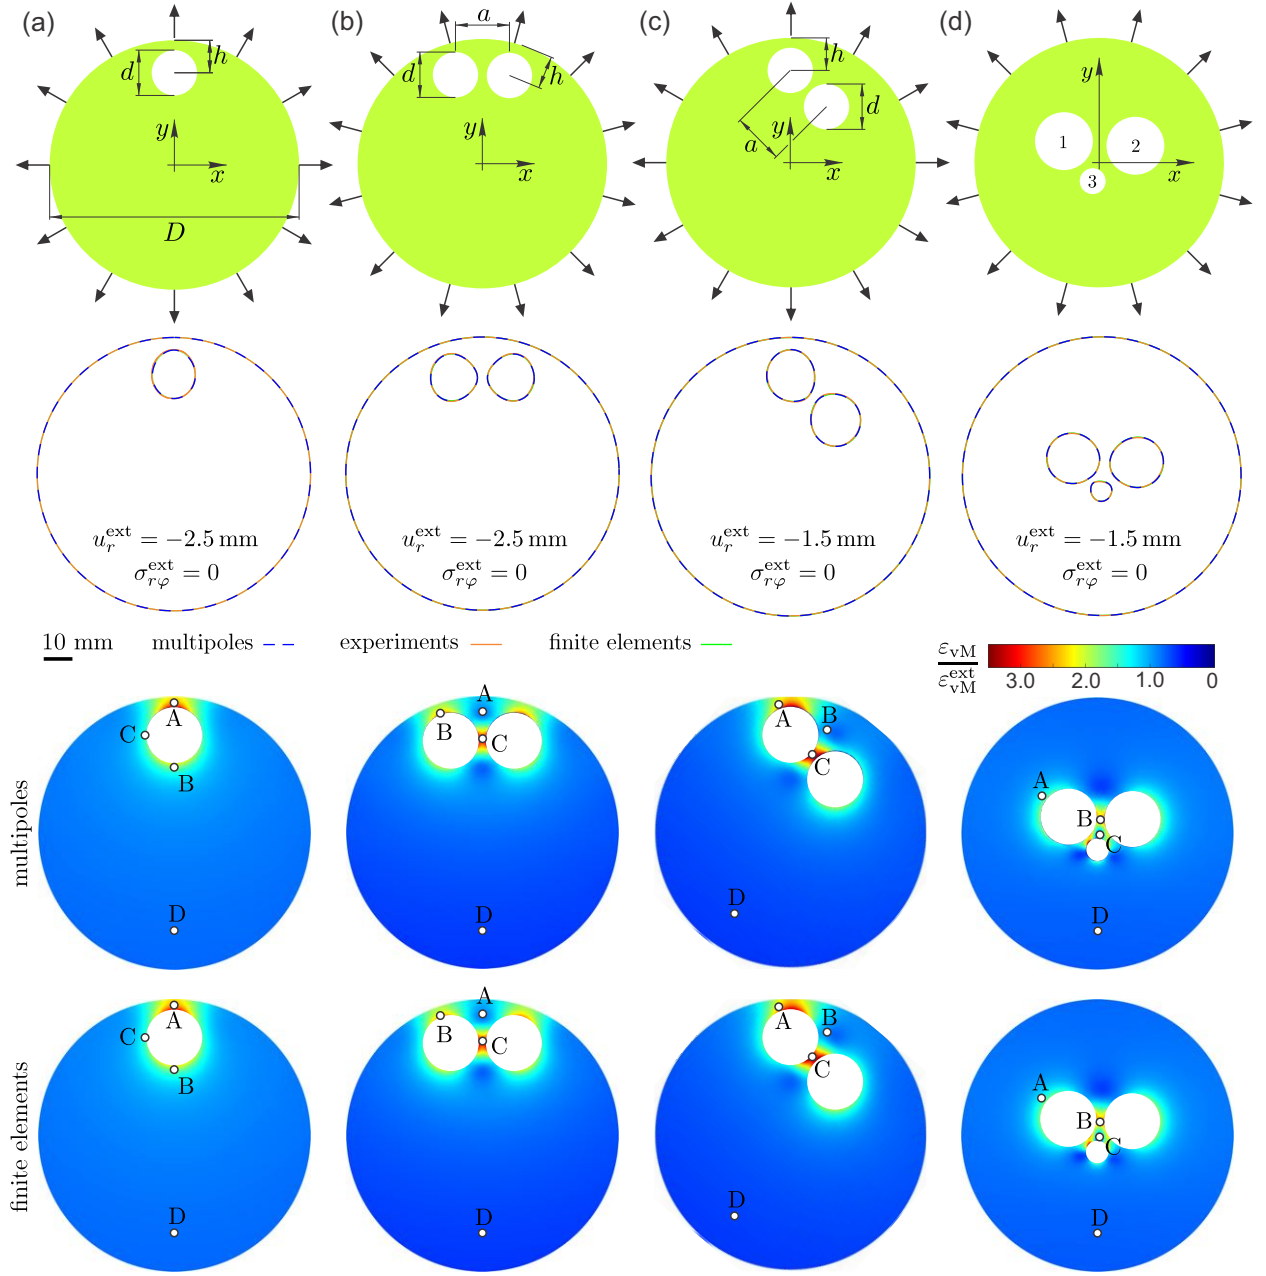 (a) (b) (c) (d)
a
d h
d h
h
d
a
y x
D
y x
y x
y x
1 2
3
u_r^ext = −2.5 mm
σ_rφ^ext = 0
u_r^ext = −2.5 mm
σ_rφ^ext = 0
u_r^ext = −1.5 mm
σ_rφ^ext = 0
u_r^ext = −1.5 mm
σ_rφ^ext = 0
10 mm multipoles experiments finite elements
ε_vM
ε_vM^ext
3.0 2.0 1.0 0
multipoles
A
C
B
D
A
B
C
D
A
B
C
D
A
B
C
D
finite elements
A
C
B
D
A
B
C
D
A
B
C
D
A
B
C
D